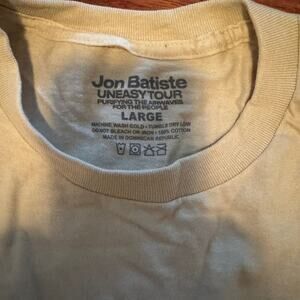 Jon Batiste
UNEASY TOUR
PURIFYING THE AIRWAVES
FOR THE PEOPLE
LARGE
MACHINE WASH COLD • TUMBLE DRY LOW
DO NOT BLEACH OR IRON • 100% COTTON
MADE IN DOMINICAN REPUBLIC